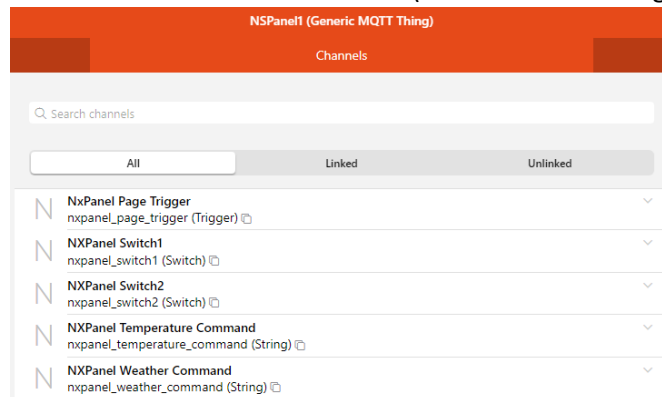 NSPanel1 (Generic MQTT Thing)
Channels
Search channels
All Linked Unlinked
N NxPanel Page Trigger
nxpanel_page_trigger (Trigger)
N NXPanel Switch1
nxpanel_switch1 (Switch)
N NXPanel Switch2
nxpanel_switch2 (Switch)
N NXPanel Temperature Command
nxpanel_temperature_command (String)
N NXPanel Weather Command
nxpanel_weather_command (String)